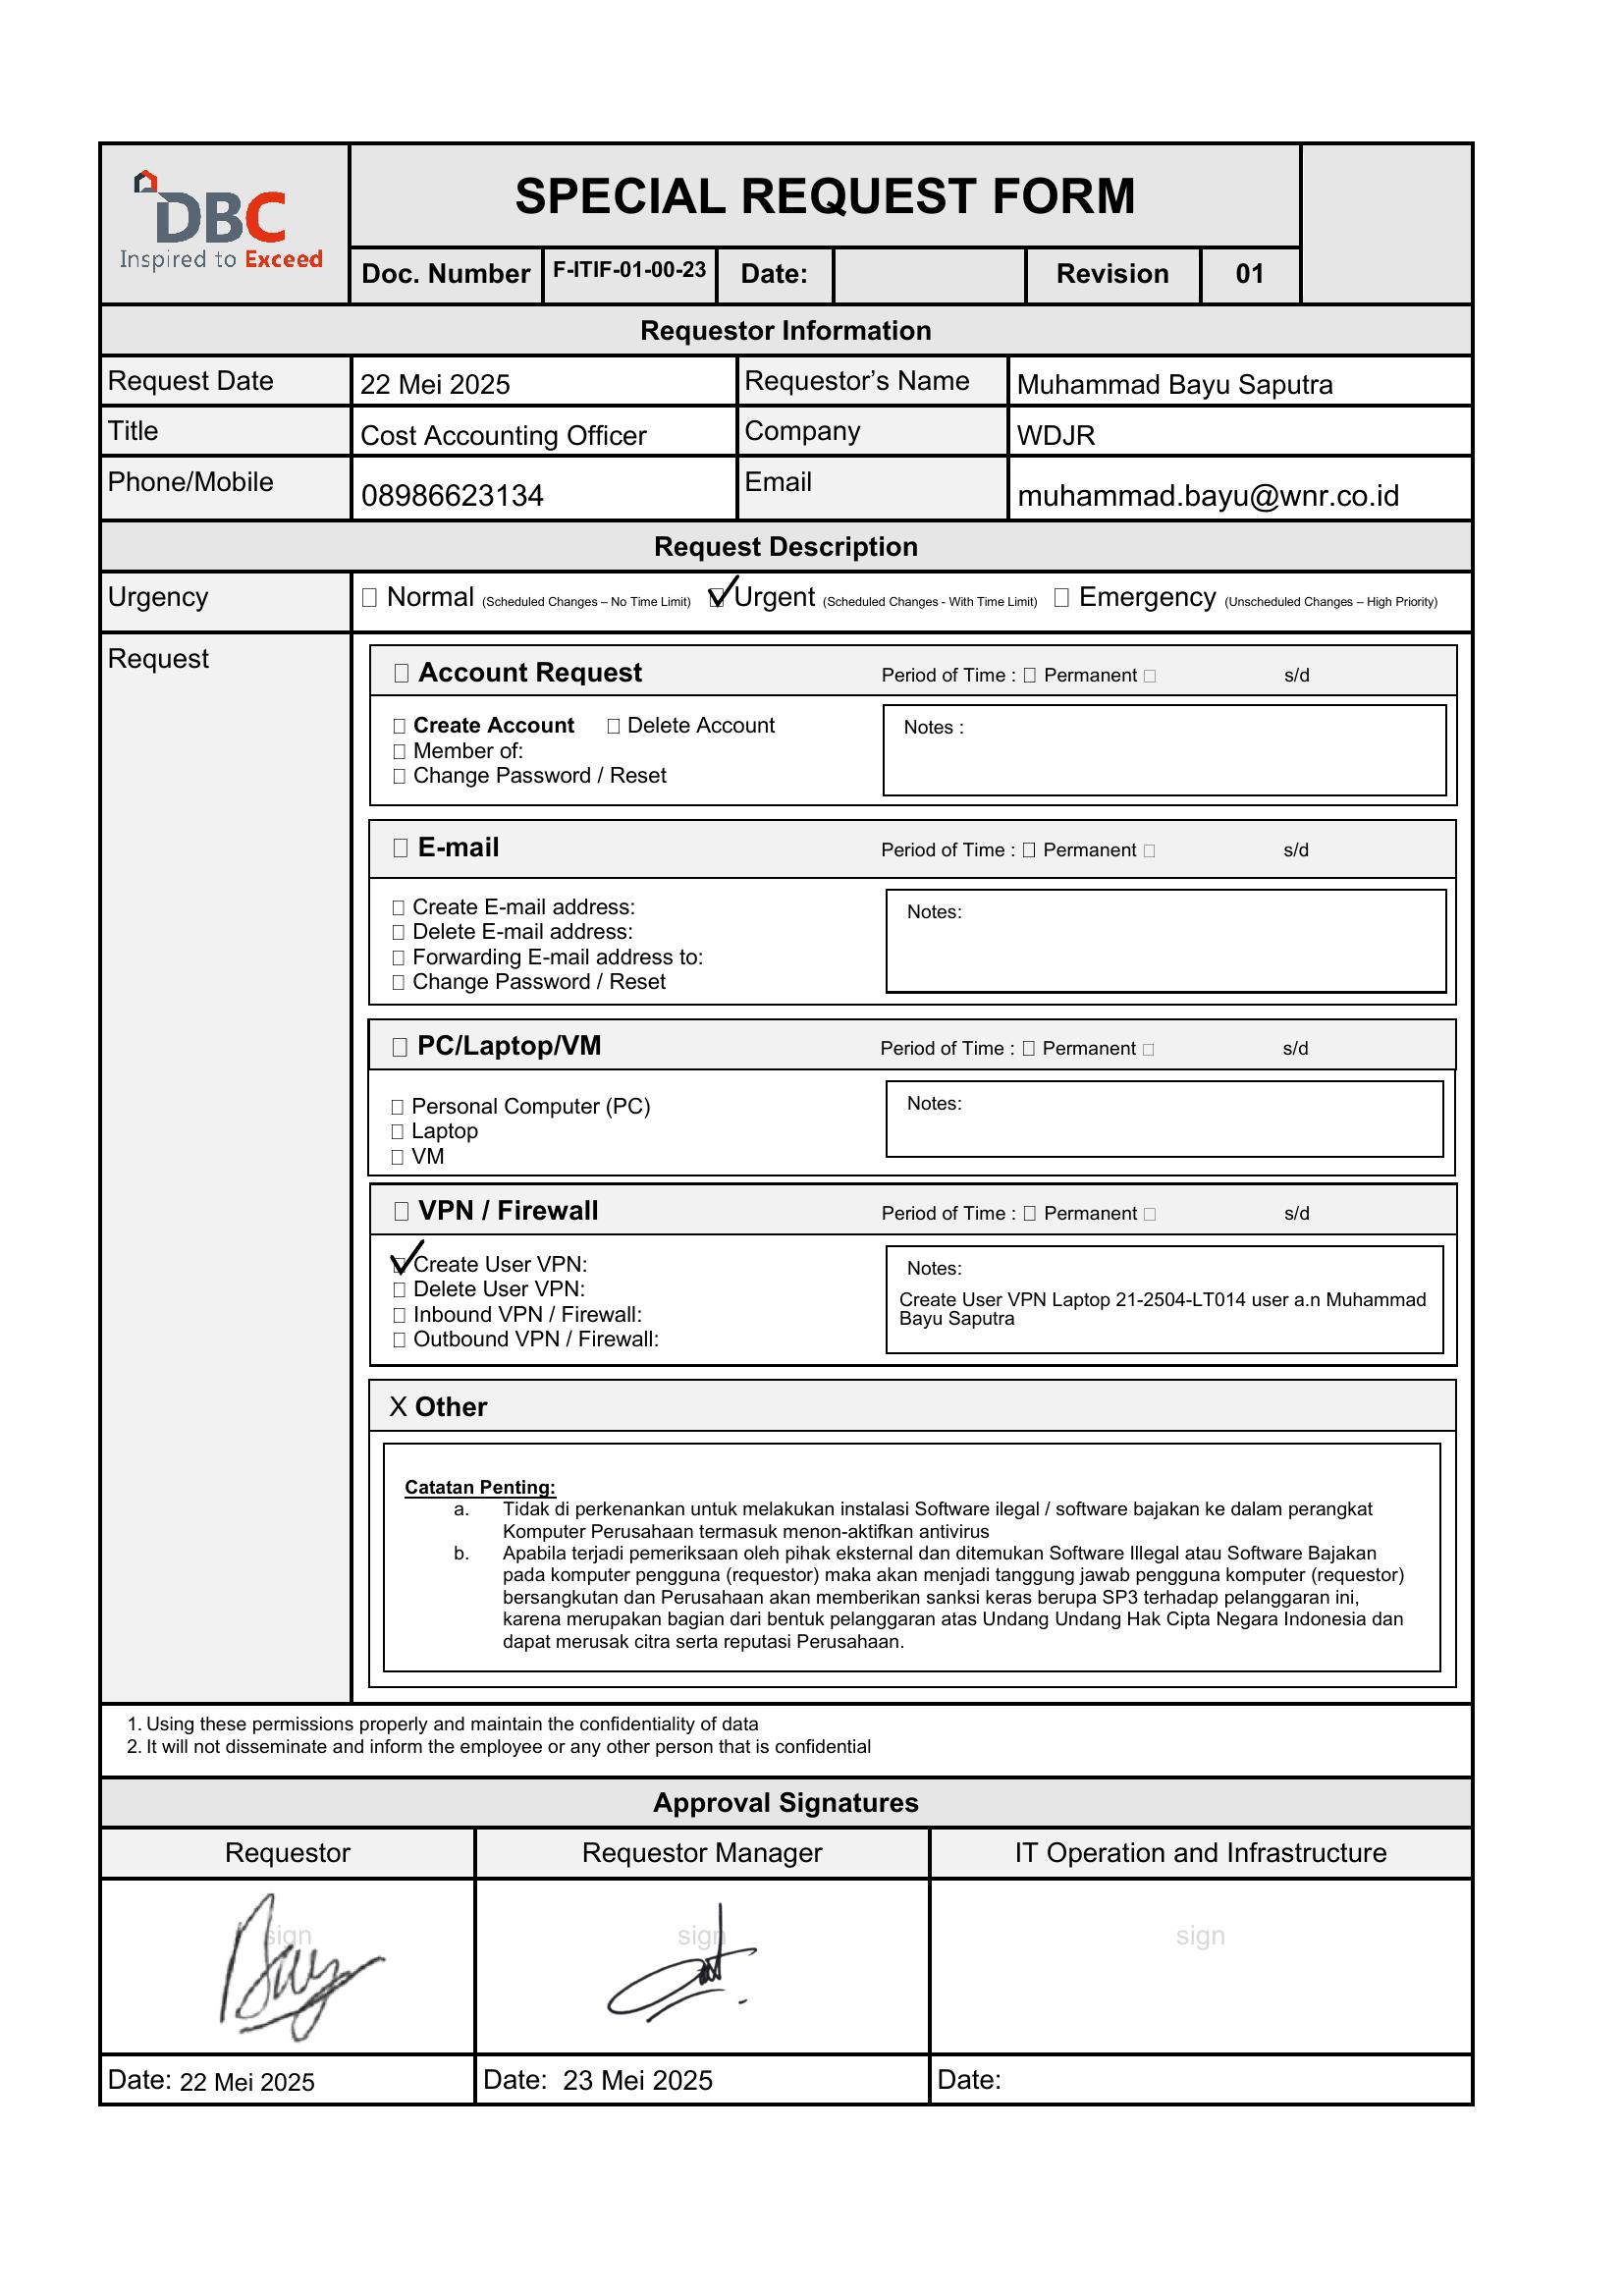 DBC
Inspired to Exceed
SPECIAL REQUEST FORM
Doc. Number F-ITIF-01-00-23 Date: Revision 01
Requestor Information
Request Date 22 Mei 2025 Requestor’s Name Muhammad Bayu Saputra
Title Cost Accounting Officer Company WDJR
Phone/Mobile 08986623134 Email muhammad.bayu@wnr.co.id
Request Description
Urgency Normal (Scheduled Changes – No Time Limit) Urgent (Scheduled Changes - With Time Limit) Emergency (Unscheduled Changes – High Priority)
Request
Account Request Period of Time : Permanent s/d
Create Account Delete Account
Member of:
Change Password / Reset
Notes :
E-mail Period of Time : Permanent s/d
Create E-mail address:
Delete E-mail address:
Forwarding E-mail address to:
Change Password / Reset
Notes:
PC/Laptop/VM Period of Time : Permanent s/d
Personal Computer (PC)
Laptop
VM
Notes:
VPN / Firewall Period of Time : Permanent s/d
Create User VPN:
Delete User VPN:
Inbound VPN / Firewall:
Outbound VPN / Firewall:
Notes:
Create User VPN Laptop 21-2504-LT014 user a.n Muhammad
Bayu Saputra
X Other
Catatan Penting:
a. Tidak di perkenankan untuk melakukan instalasi Software ilegal / software bajakan ke dalam perangkat
Komputer Perusahaan termasuk menon-aktifkan antivirus
b. Apabila terjadi pemeriksaan oleh pihak eksternal dan ditemukan Software Illegal atau Software Bajakan
pada komputer pengguna (requestor) maka akan menjadi tanggung jawab pengguna komputer (requestor)
bersangkutan dan Perusahaan akan memberikan sanksi keras berupa SP3 terhadap pelanggaran ini,
karena merupakan bagian dari bentuk pelanggaran atas Undang Undang Hak Cipta Negara Indonesia dan
dapat merusak citra serta reputasi Perusahaan.
1. Using these permissions properly and maintain the confidentiality of data
2. It will not disseminate and inform the employee or any other person that is confidential
Approval Signatures
Requestor Requestor Manager IT Operation and Infrastructure
sign sign sign
Date: 22 Mei 2025 Date: 23 Mei 2025 Date: